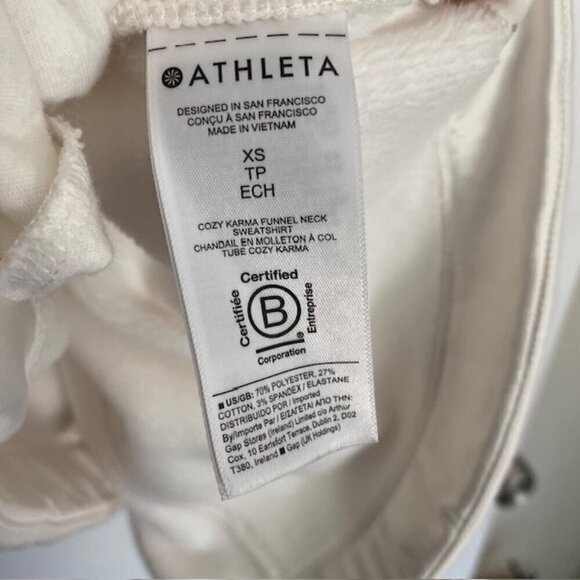 ATHLETA
DESIGNED IN SAN FRANCISCO
CONÇU À SAN FRANCISCO
MADE IN VIETNAM
XS
TP
ECH
COZY KARMA FUNNEL NECK
SWEATSHIRT
CHANDAIL EN MOLLETON À COL
TUBE COZY KARMA
Certified
Certifiée
B
Entreprise
®
Corporation
■ US/GB: 70% POLYESTER, 27%
COTTON, 3% SPANDEX / ELASTANE
DISTRIBUIDO POR / Imported
By/Importe Par / ΕΙΣΑΓΕΤΑΙ ΑΠΟ ΤΗΝ:
Gap Stores (Ireland) Limited c/o Arthur
Cox, 10 Earlsfort Terrace, Dublin 2, D02
T380, Ireland ■ Gap (UK Holdings)